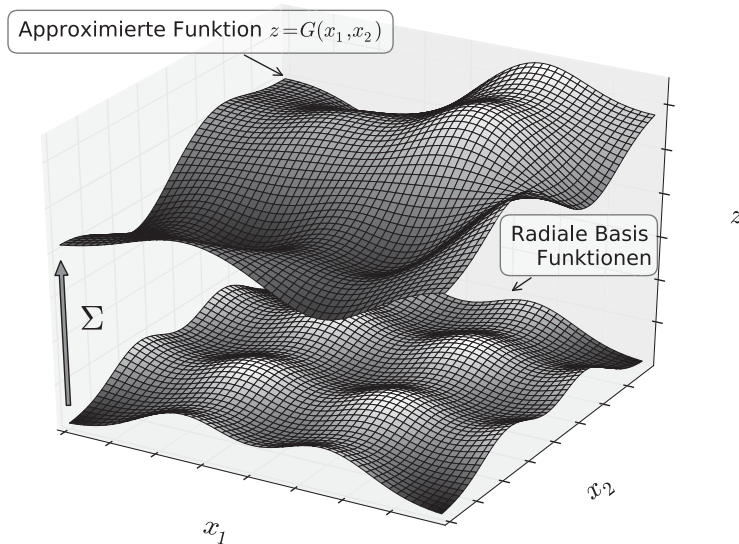 Approximierte Funktion z=G(x₁,x₂)
z
Radiale Basis
Funktionen
Σ
x₂
x₁